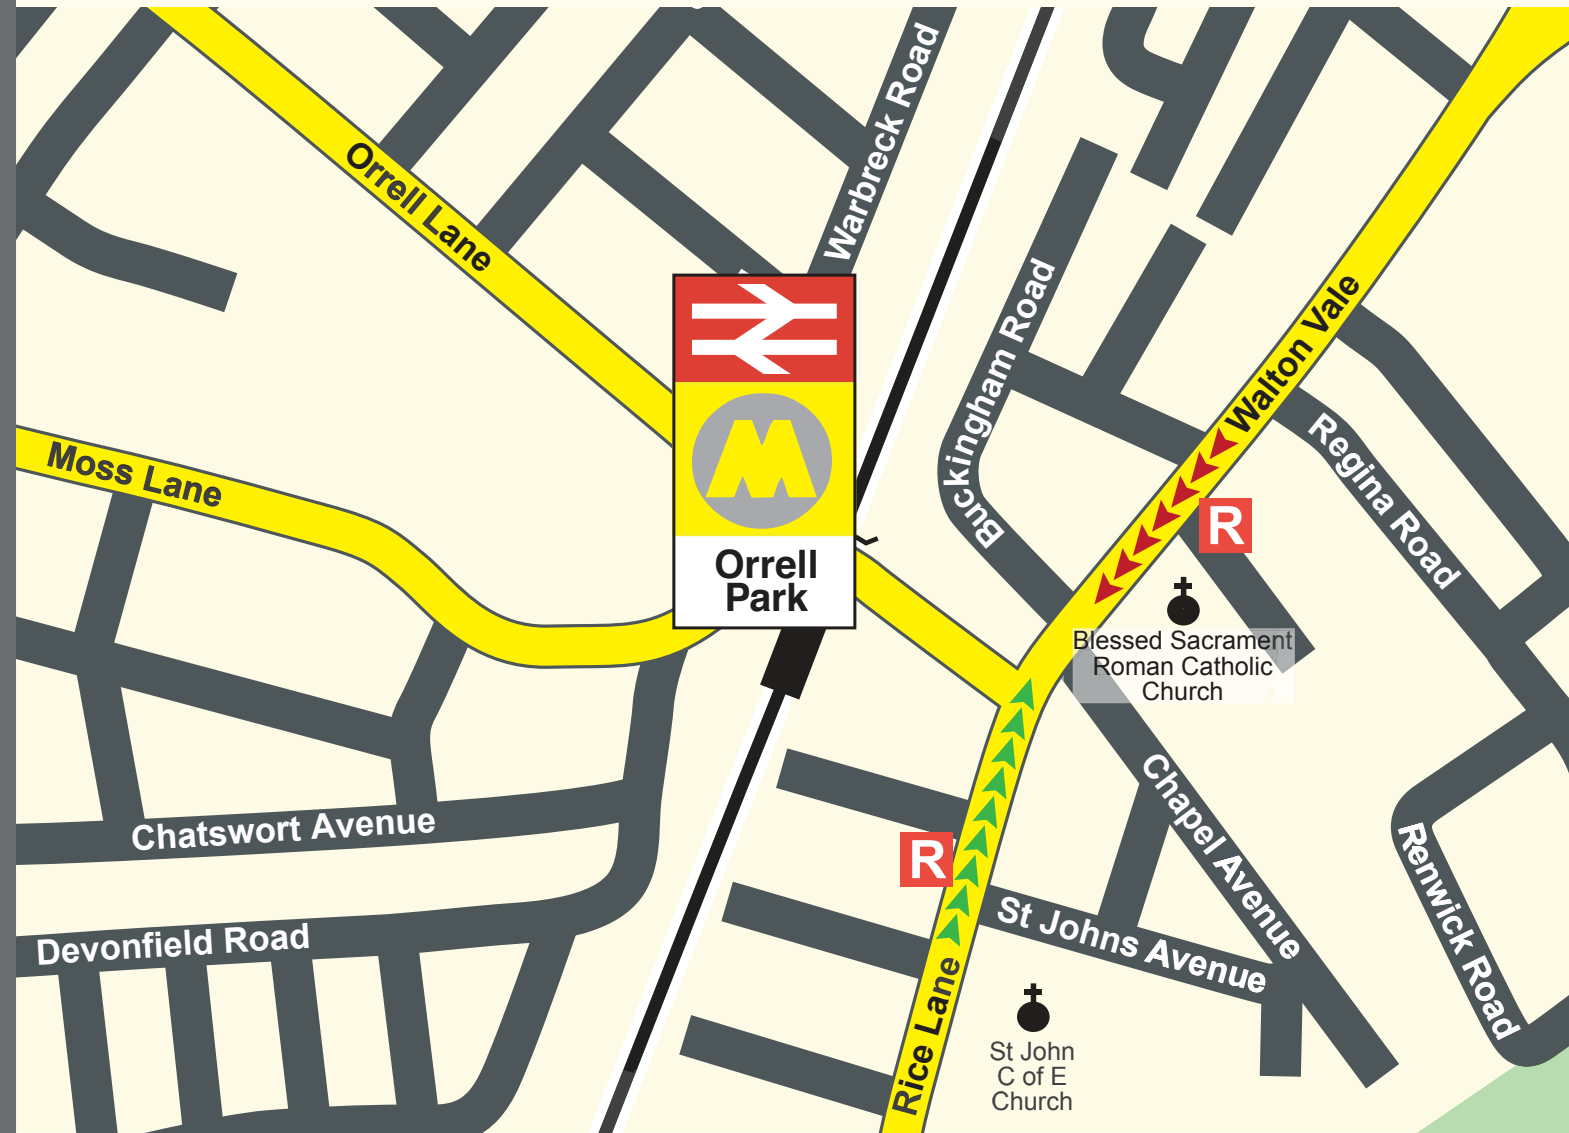 Warbreck Road
Orrell Lane
Walton Vale
Buckingham Road
Regina Road
Moss Lane
M
R
Orrell
Park
Blessed Sacrament
Roman Catholic
Church
Chapel Avenue
Chatswort Avenue
R
Renwick Road
St Johns Avenue
Devonfield Road
Rice Lane
St John
C of E
Church